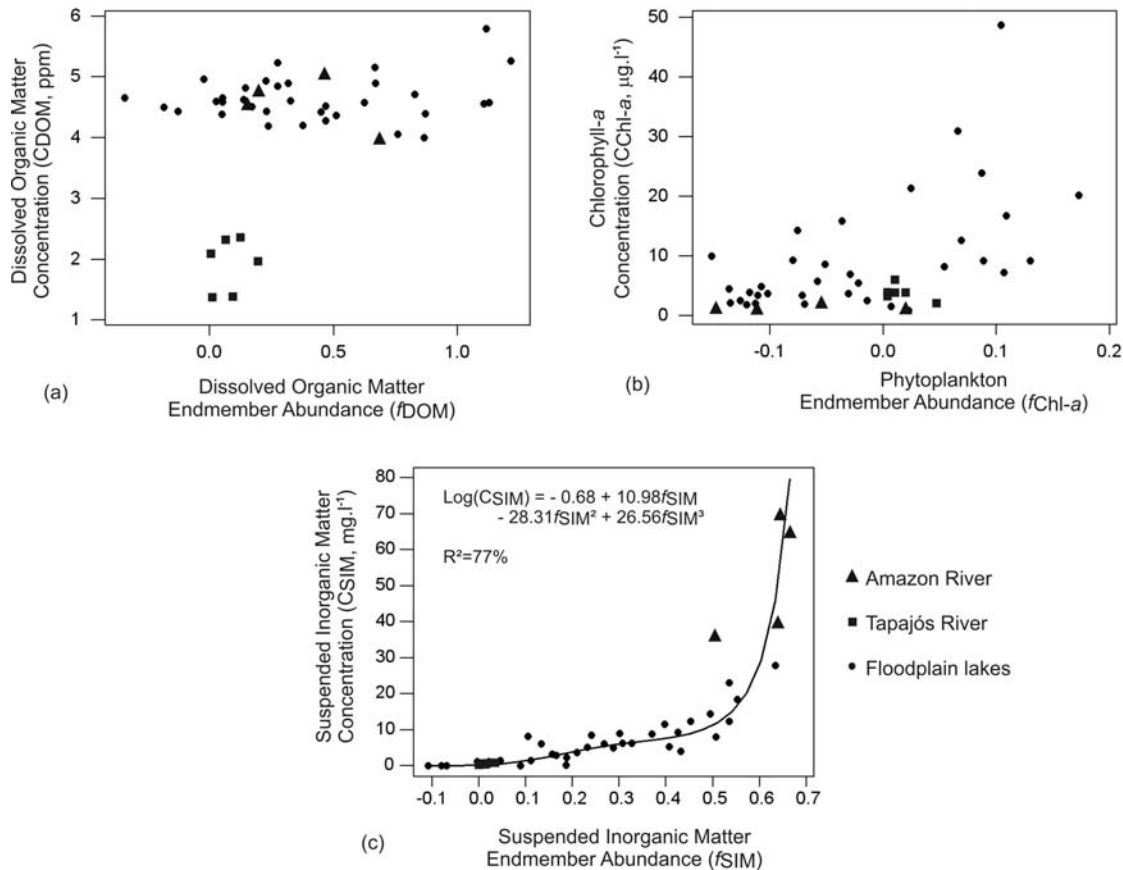 Dissolved Organic Matter
Concentration (CDOM, ppm)
6
5
4
3
2
1
0.0 0.5 1.0
Dissolved Organic Matter
Endmember Abundance (fDOM)
(a)
Chlorophyll-a
Concentration (CChl-a, µg.l⁻¹)
50
40
30
20
10
0
-0.1 0.0 0.1 0.2
Phytoplankton
Endmember Abundance (fChl-a)
(b)
Suspended Inorganic Matter
Concentration (CSIM, mg.l⁻¹)
80
70
60
50
40
30
20
10
0
Log(CSIM) = - 0.68 + 10.98fSIM
- 28.31fSIM² + 26.56fSIM³
R²=77%
-0.1 0.0 0.1 0.2 0.3 0.4 0.5 0.6 0.7
Suspended Inorganic Matter
Endmember Abundance (fSIM)
(c)
Amazon River
Tapajós River
Floodplain lakes